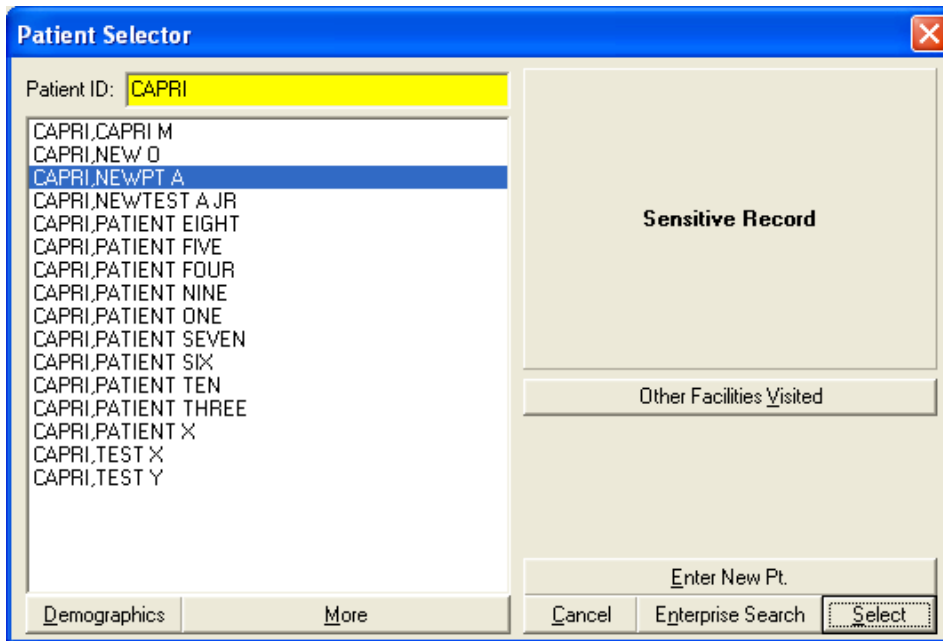 Patient Selector
Patient ID: CAPRI
CAPRI,CAPRI M
CAPRI,NEW O
CAPRI,NEWPT A
CAPRI,NEWTEST A JR
CAPRI,PATIENT EIGHT
CAPRI,PATIENT FIVE
CAPRI,PATIENT FOUR
CAPRI,PATIENT NINE
CAPRI,PATIENT ONE
CAPRI,PATIENT SEVEN
CAPRI,PATIENT SIX
CAPRI,PATIENT TEN
CAPRI,PATIENT THREE
CAPRI,PATIENT X
CAPRI,TEST X
CAPRI,TEST Y
Demographics More
Sensitive Record
Other Facilities Visited
Enter New Pt.
Cancel Enterprise Search Select